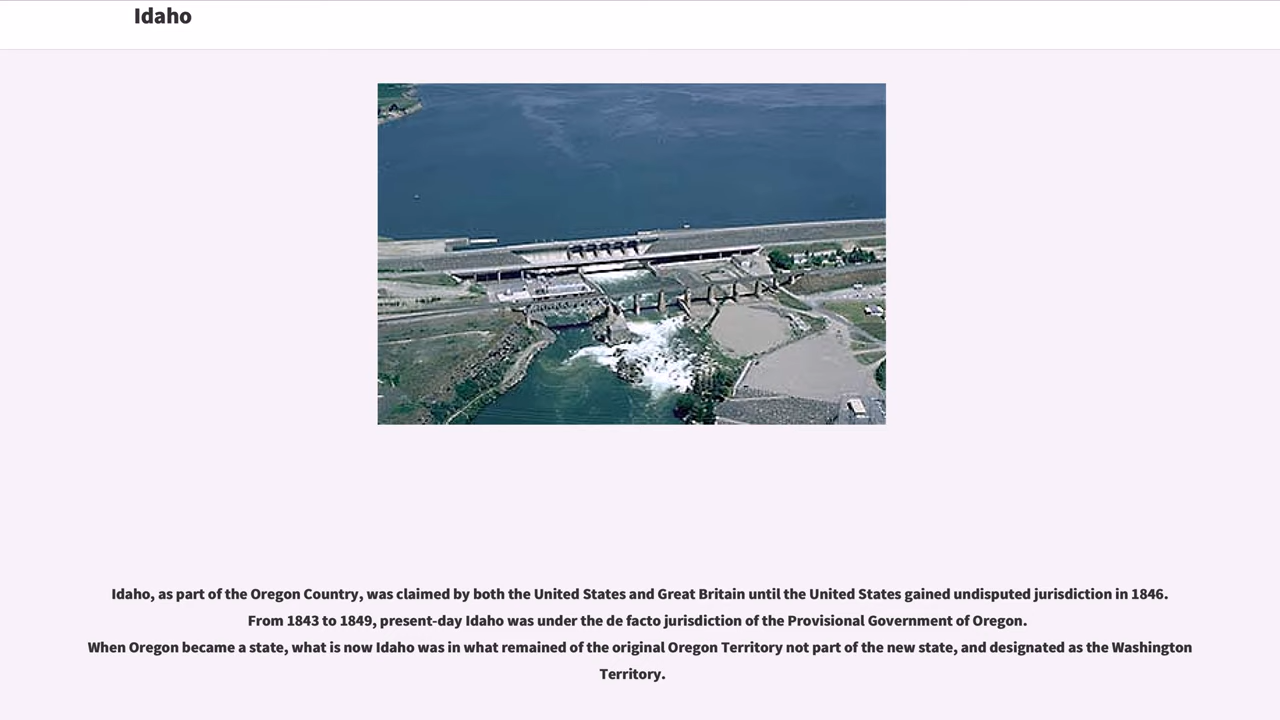 Idaho
Idaho, as part of the Oregon Country, was claimed by both the United States and Great Britain until the United States gained undisputed jurisdiction in 1846.
From 1843 to 1849, present-day Idaho was under the de facto jurisdiction of the Provisional Government of Oregon.
When Oregon became a state, what is now Idaho was in what remained of the original Oregon Territory not part of the new state, and designated as the Washington
Territory.